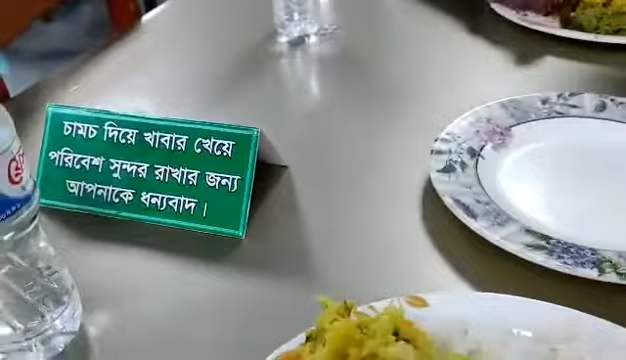 চামচ দিয়ে খাবার খেয়ে
পরিবেশ সুন্দর রাখার জন্য
আপনাকে ধন্যবাদ।